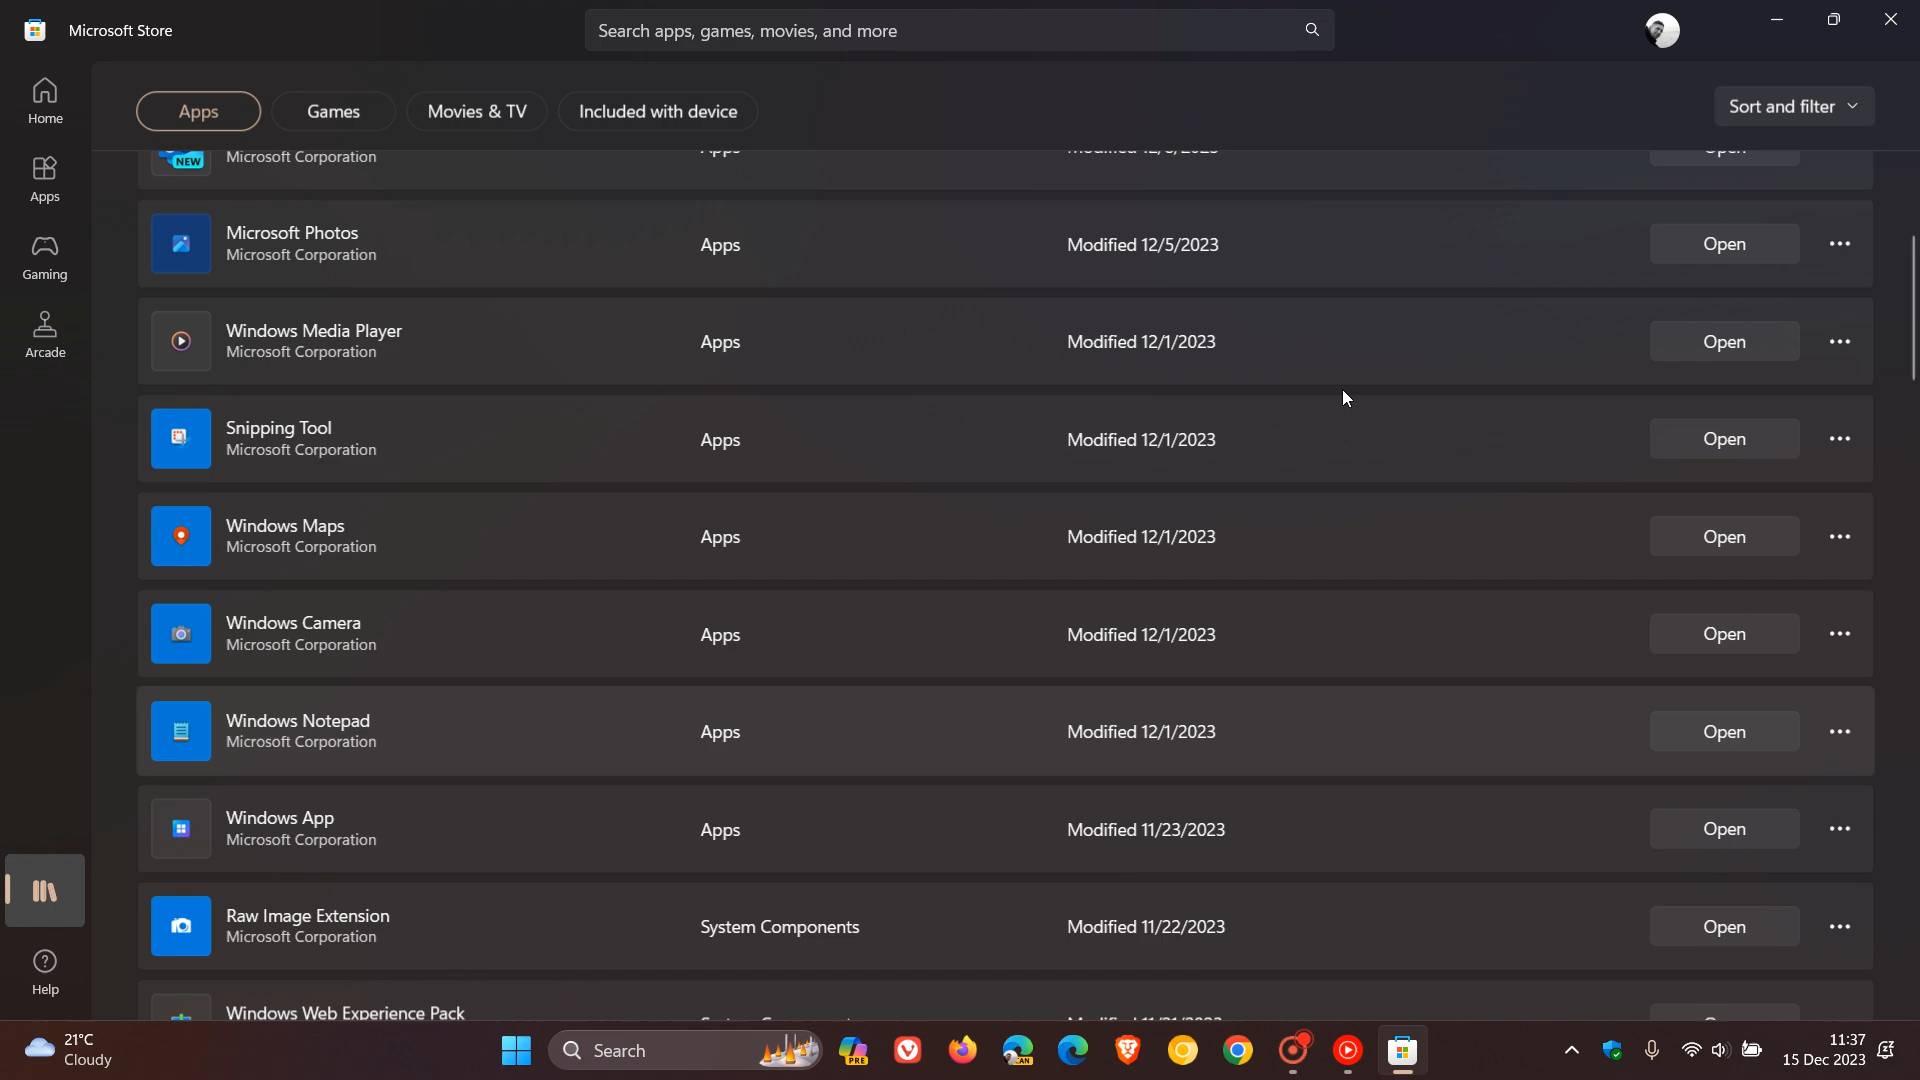 Microsoft Store
Search apps, games, movies, and more
Home
Apps
Gaming
Arcade
Help
Apps
Games
Movies & TV
Included with device
Sort and filter
NEW
Microsoft Corporation
Microsoft Photos
Microsoft Corporation
Apps
Modified 12/5/2023
Open
Windows Media Player
Microsoft Corporation
Apps
Modified 12/1/2023
Open
Snipping Tool
Microsoft Corporation
Apps
Modified 12/1/2023
Open
Windows Maps
Microsoft Corporation
Apps
Modified 12/1/2023
Open
Windows Camera
Microsoft Corporation
Apps
Modified 12/1/2023
Open
Windows Notepad
Microsoft Corporation
Apps
Modified 12/1/2023
Open
Windows App
Microsoft Corporation
Apps
Modified 11/23/2023
Open
Raw Image Extension
Microsoft Corporation
System Components
Modified 11/22/2023
Open
Windows Web Experience Pack
21°C
Cloudy
Search
PRE
CAN
11:37
15 Dec 2023